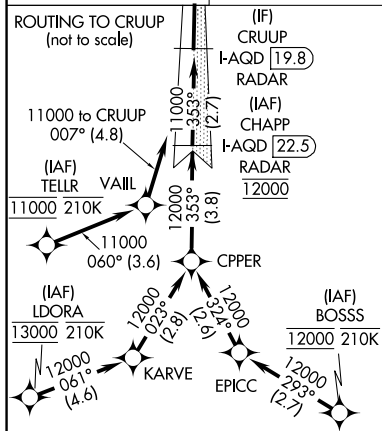 ROUTING TO CRUUP
(not to scale)
(IF)
CRUUP
I-AQD 19.8
RADAR
11000
353°
(2.7)
11000 to CRUUP
007° (4.8)
(IAF)
CHAPP
I-AQD 22.5
RADAR
12000
(IAF)
TELLR
11000 210K
VAIIL
11000
060° (3.6)
12000
353°
(3.8)
CPPER
(IAF)
LDORA
13000 210K
12000
023°
(2.8)
12000
324°
(2.6)
(IAF)
BOSSS
12000 210K
12000
061°
(4.6)
KARVE
EPICC
12000
293°
(2.7)